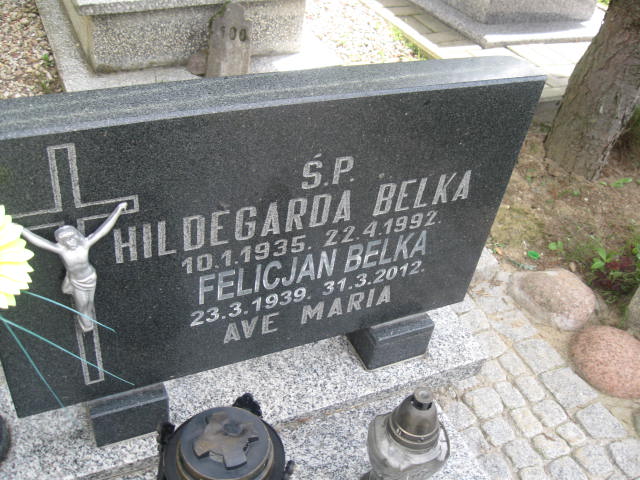 100
Ś.P.
HILDEGARDA BELKA
10.1.1935. 22.4.1992.
FELICJAN BELKA
23.3.1939. 31.3.2012.
AVE MARIA